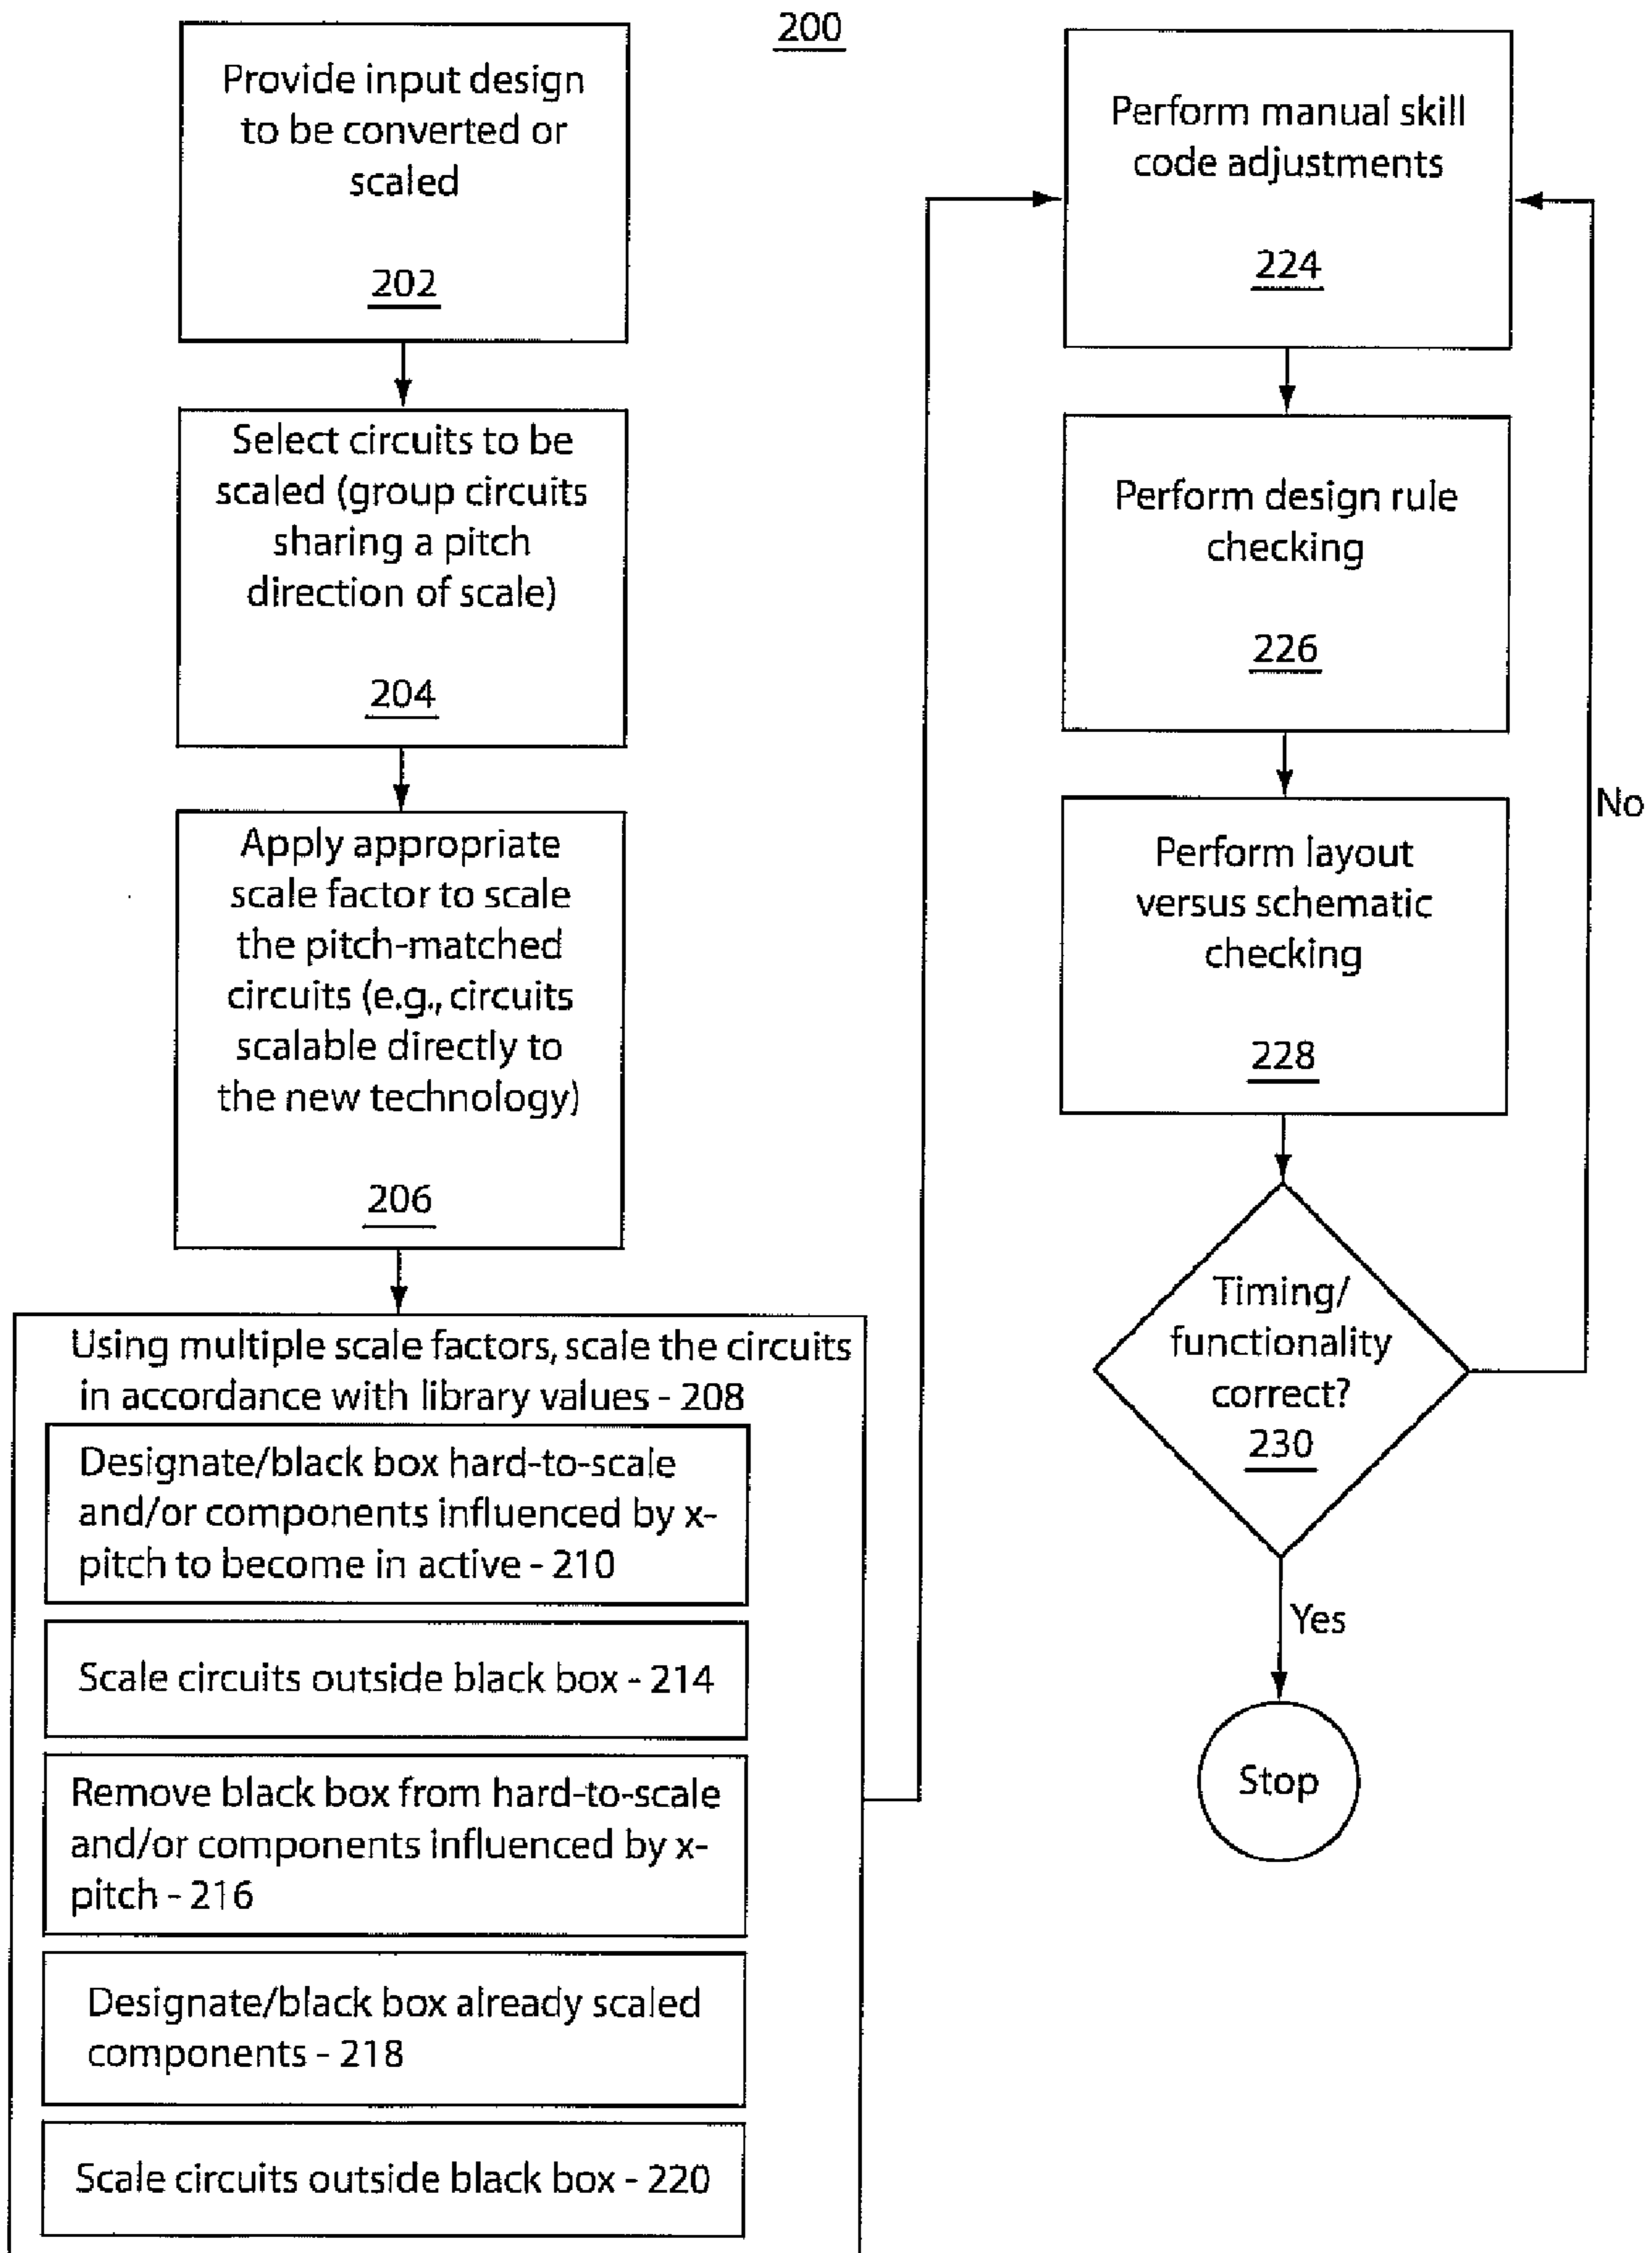 200
Provide input design
to be converted or
scaled
202
Select circuits to be
scaled (group circuits
sharing a pitch
direction of scale)
204
Apply appropriate
scale factor to scale
the pitch-matched
circuits (e.g., circuits
scalable directly to
the new technology)
206
Using multiple scale factors, scale the circuits
in accordance with library values - 208
Designate/black box hard-to-scale
and/or components influenced by x-
pitch to become in active - 210
Scale circuits outside black box - 214
Remove black box from hard-to-scale
and/or components influenced by x-
pitch - 216
Designate/black box already scaled
components - 218
Scale circuits outside black box - 220
Perform manual skill
code adjustments
224
Perform design rule
checking
226
Perform layout
versus schematic
checking
228
Timing/
functionality
correct?
230
No
Yes
Stop